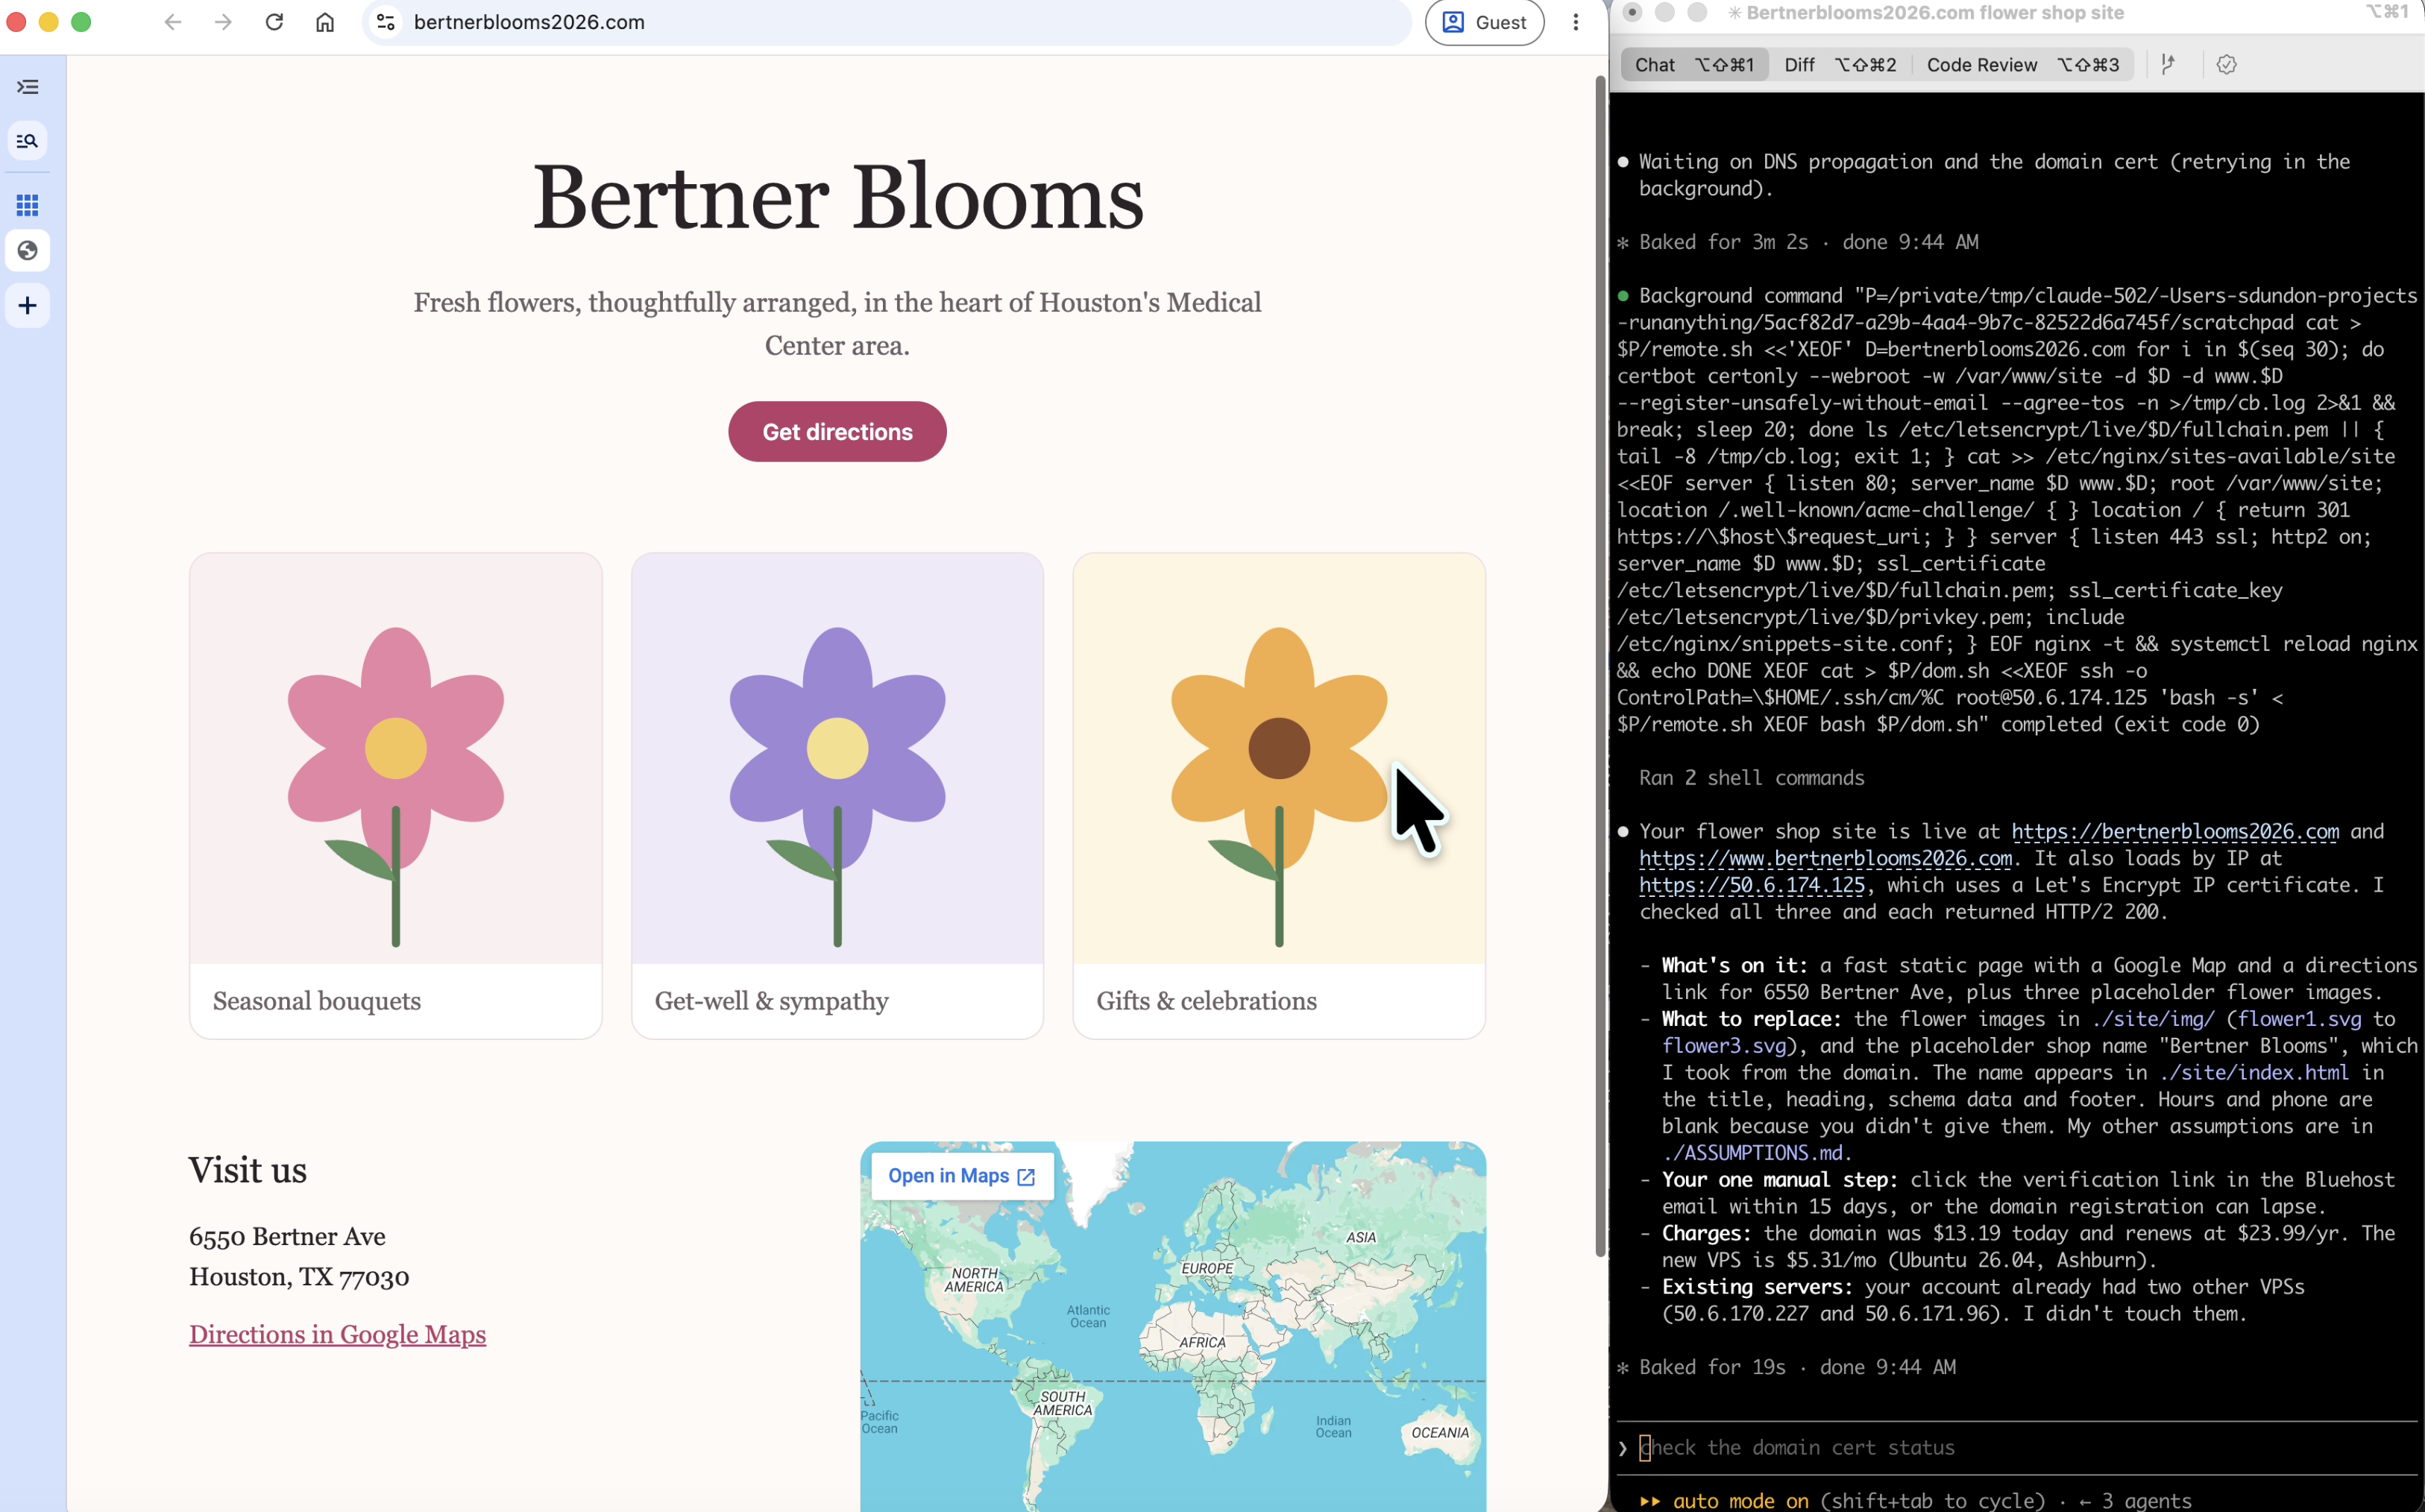 bertnerblooms2026.com
Guest
Bertner Blooms
Fresh flowers, thoughtfully arranged, in the heart of Houston's Medical
Center area.
Get directions
Seasonal bouquets
Get-well & sympathy
Gifts & celebrations
Visit us
6550 Bertner Ave
Houston, TX 77030
Directions in Google Maps
Open in Maps
NORTH
AMERICA
EUROPE
ASIA
Atlantic
Ocean
AFRICA
SOUTH
AMERICA
Pacific
Ocean
Indian
Ocean
OCEANIA
✳ Bertnerblooms2026.com flower shop site ⌥⌘1
Chat ⌥⇧⌘1 Diff ⌥⇧⌘2 Code Review ⌥⇧⌘3
● Waiting on DNS propagation and the domain cert (retrying in the
background).
✻ Baked for 3m 2s · done 9:44 AM
● Background command "P=/private/tmp/claude-502/-Users-sdundon-projects
-runanything/5acf82d7-a29b-4aa4-9b7c-82522d6a745f/scratchpad cat >
$P/remote.sh <<'XEOF' D=bertnerblooms2026.com for i in $(seq 30); do
certbot certonly --webroot -w /var/www/site -d $D -d www.$D
--register-unsafely-without-email --agree-tos -n >/tmp/cb.log 2>&1 &&
break; sleep 20; done ls /etc/letsencrypt/live/$D/fullchain.pem || {
tail -8 /tmp/cb.log; exit 1; } cat >> /etc/nginx/sites-available/site
<<EOF server { listen 80; server_name $D www.$D; root /var/www/site;
location /.well-known/acme-challenge/ { } location / { return 301
https://\$host\$request_uri; } } server { listen 443 ssl; http2 on;
server_name $D www.$D; ssl_certificate
/etc/letsencrypt/live/$D/fullchain.pem; ssl_certificate_key
/etc/letsencrypt/live/$D/privkey.pem; include
/etc/nginx/snippets-site.conf; } EOF nginx -t && systemctl reload nginx
&& echo DONE XEOF cat > $P/dom.sh <<XEOF ssh -o
ControlPath=\$HOME/.ssh/cm/%C root@50.6.174.125 'bash -s' <
$P/remote.sh XEOF bash $P/dom.sh" completed (exit code 0)
Ran 2 shell commands
● Your flower shop site is live at https://bertnerblooms2026.com and
https://www.bertnerblooms2026.com. It also loads by IP at
https://50.6.174.125, which uses a Let's Encrypt IP certificate. I
checked all three and each returned HTTP/2 200.
- What's on it: a fast static page with a Google Map and a directions
link for 6550 Bertner Ave, plus three placeholder flower images.
- What to replace: the flower images in ./site/img/ (flower1.svg to
flower3.svg), and the placeholder shop name "Bertner Blooms", which
I took from the domain. The name appears in ./site/index.html in
the title, heading, schema data and footer. Hours and phone are
blank because you didn't give them. My other assumptions are in
./ASSUMPTIONS.md.
- Your one manual step: click the verification link in the Bluehost
email within 15 days, or the domain registration can lapse.
- Charges: the domain was $13.19 today and renews at $23.99/yr. The
new VPS is $5.31/mo (Ubuntu 26.04, Ashburn).
- Existing servers: your account already had two other VPSs
(50.6.170.227 and 50.6.171.96). I didn't touch them.
✻ Baked for 19s · done 9:44 AM
❯ check the domain cert status
⏵⏵ auto mode on (shift+tab to cycle) · ← 3 agents